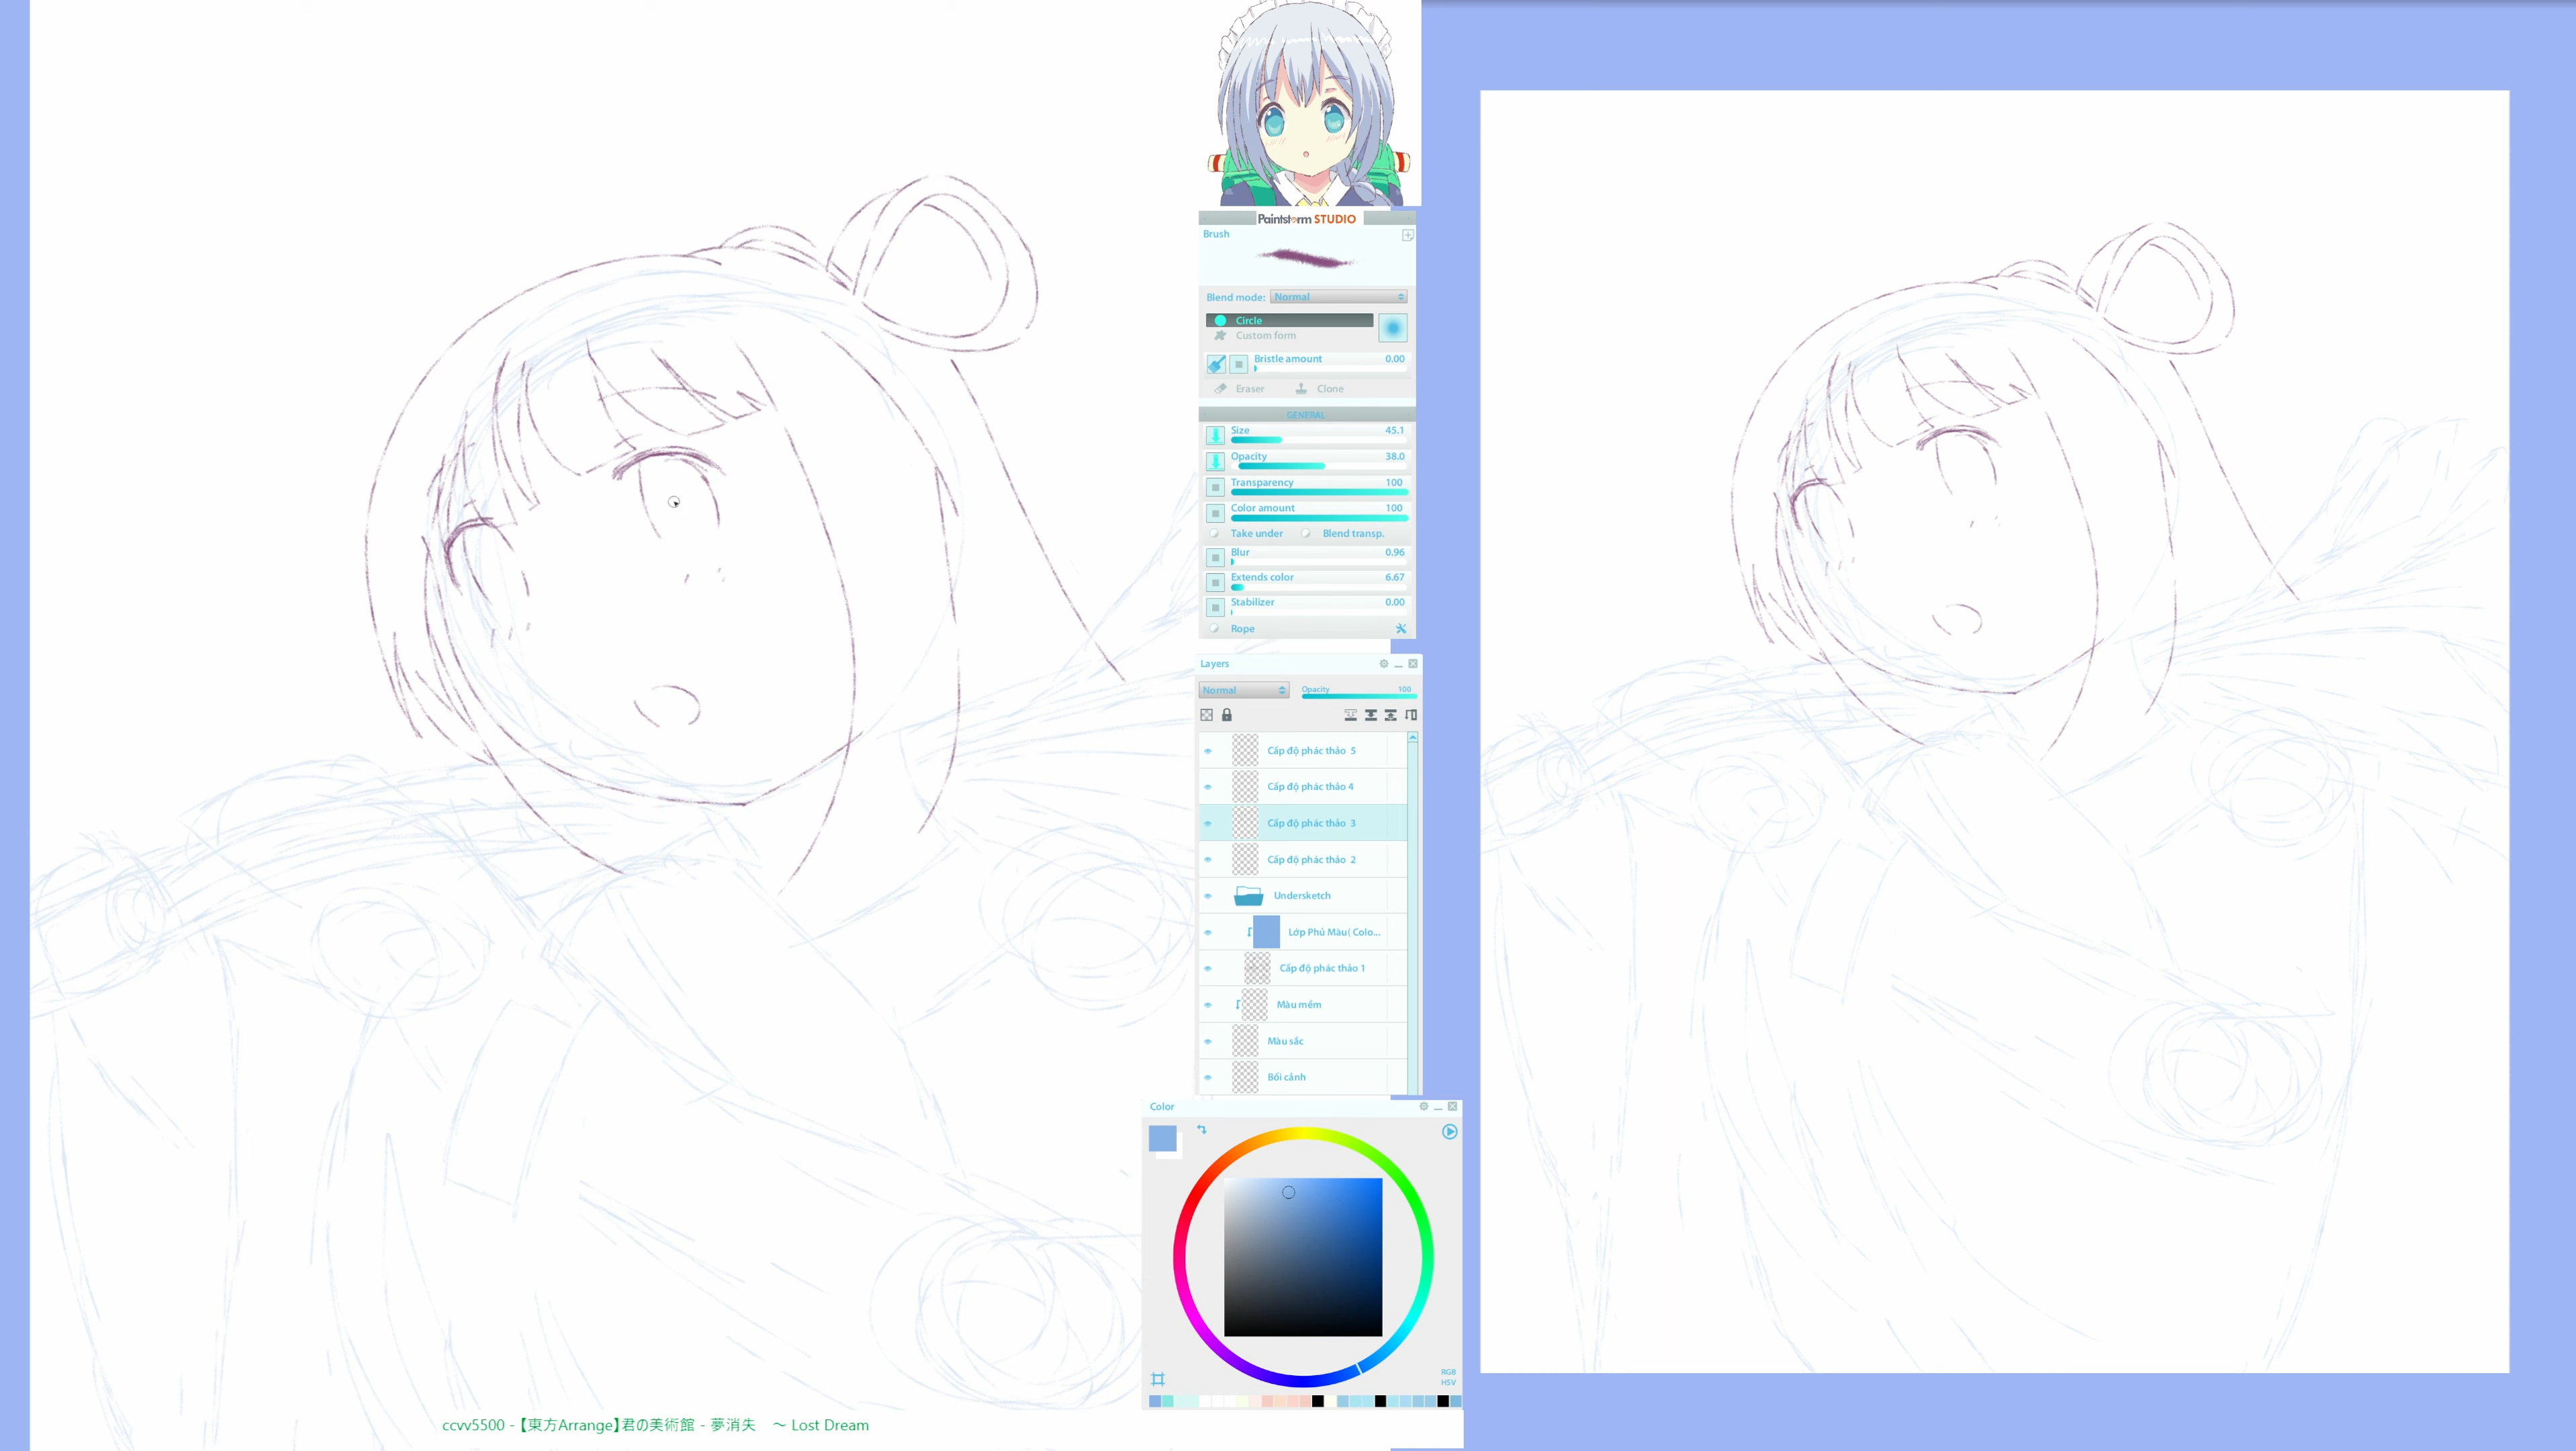 Paintstorm STUDIO
Brush
Blend mode: Normal
Circle
Custom form
Bristle amount 0.00
Eraser Clone
GENERAL
Size 45.1
Opacity 38.0
Transparency 100
Color amount 100
Take under Blend transp.
Blur 0.96
Extends color 6.67
Stabilizer 0.00
Rope
Layers
Normal Opacity 100
Cấp độ phác thảo 5
Cấp độ phác thảo 4
Cấp độ phác thảo 3
Cấp độ phác thảo 2
Undersketch
Lớp Phủ Màu( Colo...
Cấp độ phác thảo 1
Màu mềm
Màu sắc
Bối cảnh
Color
RGB
HSV
ccvv5500 - 【東方Arrange】君の美術館 - 夢消失　～ Lost Dream